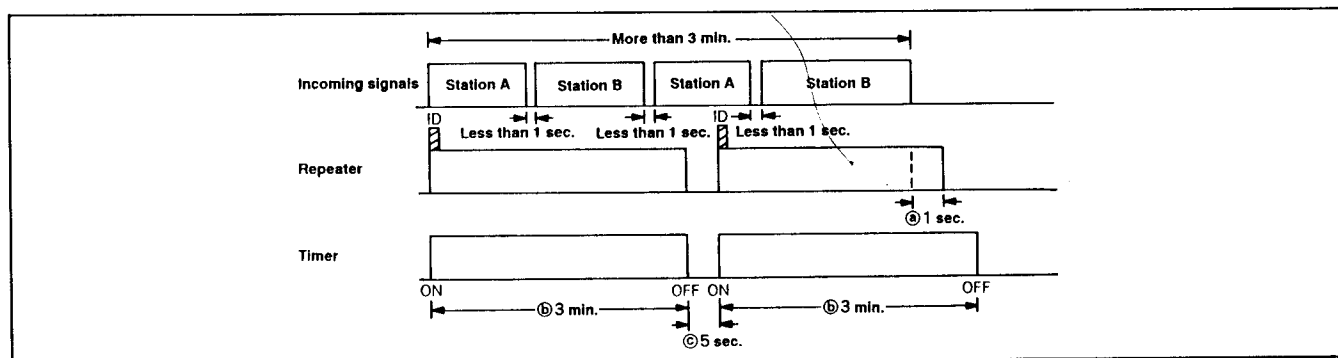 More than 3 min.
Incoming signals
Station A
Station B
Station A
Station B
ID
Less than 1 sec.
Less than 1 sec.
ID
Less than 1 sec.
Repeater
ⓐ 1 sec.
Timer
ON
OFF
ON
OFF
ⓑ 3 min.
ⓑ 3 min.
ⓒ 5 sec.